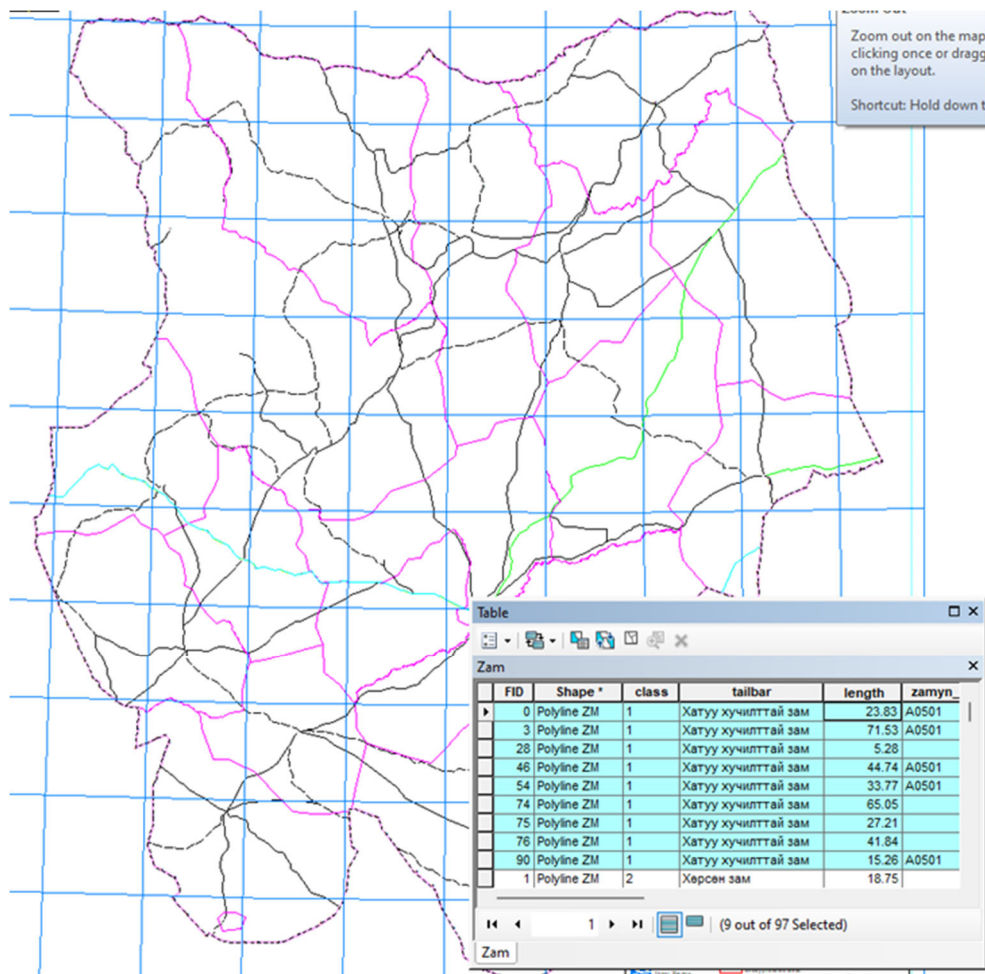 Zoom out on the map
clicking once or dragg
on the layout.
Shortcut: Hold down t
Table
Zam
FID Shape * class tailbar length zamyn_
0 Polyline ZM 1 Хатуу хучилттай зам 23.83 A0501
3 Polyline ZM 1 Хатуу хучилттай зам 71.53 A0501
28 Polyline ZM 1 Хатуу хучилттай зам 5.28
46 Polyline ZM 1 Хатуу хучилттай зам 44.74 A0501
54 Polyline ZM 1 Хатуу хучилттай зам 33.77 A0501
74 Polyline ZM 1 Хатуу хучилттай зам 65.05
75 Polyline ZM 1 Хатуу хучилттай зам 27.21
76 Polyline ZM 1 Хатуу хучилттай зам 41.84
90 Polyline ZM 1 Хатуу хучилттай зам 15.26 A0501
1 Polyline ZM 2 Хөрсөн зам 18.75
1 (9 out of 97 Selected)
Zam